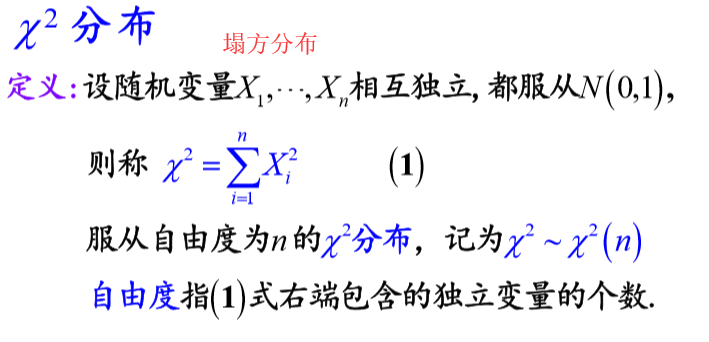 χ² 分布
塌方分布
定义:设随机变量X₁,⋯,Xₙ相互独立,都服从N(0,1),
则称 χ² = ∑ᵢ₌₁ⁿ Xᵢ² (1)
服从自由度为n的χ²分布，记为χ² ~ χ²(n)
自由度指(1)式右端包含的独立变量的个数.